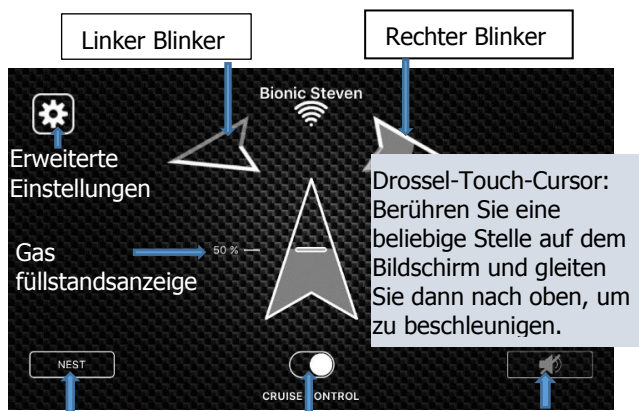 Linker Blinker
Rechter Blinker
Bionic Steven
Erweiterte
Einstellungen
Drossel-Touch-Cursor:
Berühren Sie eine
beliebige Stelle auf dem
Bildschirm und gleiten
Sie dann nach oben, um
zu beschleunigen.
Gas
füllstandsanzeige
50 %
NEST
CRUISE ONTROL